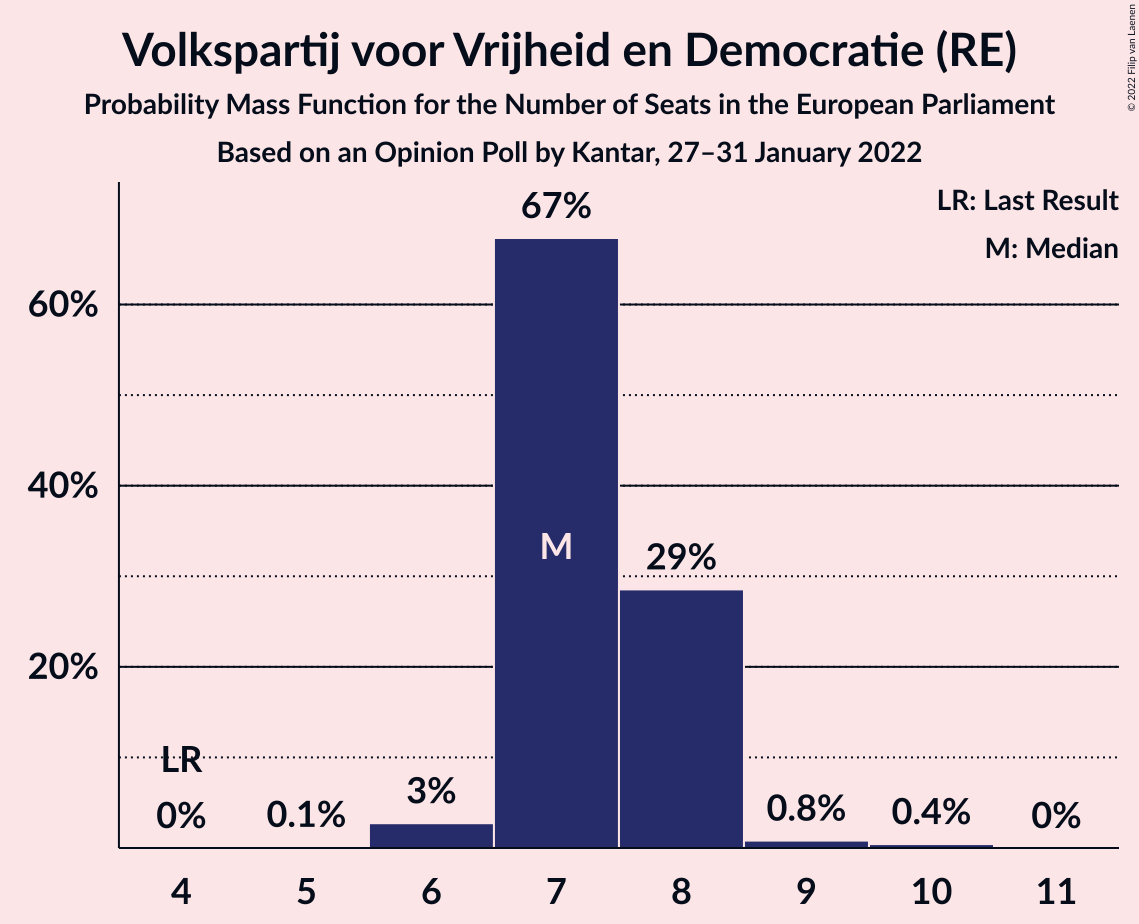 Volkspartij voor Vrijheid en Democratie (RE)
Probability Mass Function for the Number of Seats in the European Parliament
Based on an Opinion Poll by Kantar, 27–31 January 2022
© 2022 Filip van Laenen
LR: Last Result
M: Median
67%
60%
40%
M
29%
20%
LR
0%
0.1%
3%
0.8%
0.4%
0%
4 5 6 7 8 9 10 11